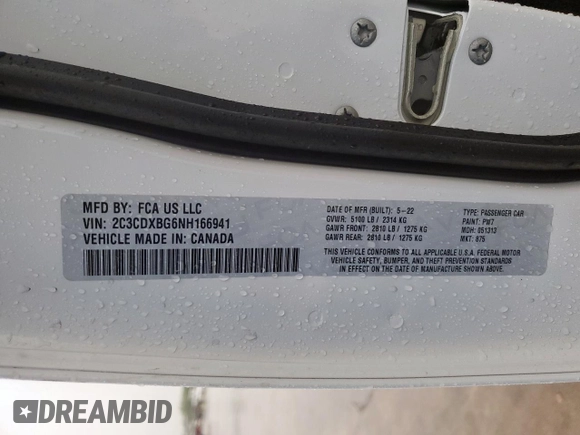 MFD BY: FCA US LLC
VIN: 2C3CDXBG6NH166941
VEHICLE MADE IN: CANADA
DATE OF MFR (BUILT): 5-22
GVWR: 5100 LB / 2314 KG
GAWR FRONT: 2810 LB / 1275 KG
GAWR REAR: 2810 LB / 1275 KG
TYPE: PASSENGER CAR
PAINT: PW7
MDH: 051313
MKT: 875
THIS VEHICLE CONFORMS TO ALL APPLICABLE U.S.A. FEDERAL MOTOR
VEHICLE SAFETY, BUMPER, AND THEFT PREVENTION STANDARDS
IN EFFECT ON THE DATE OF MANUFACTURE SHOWN ABOVE.
DREAMBID